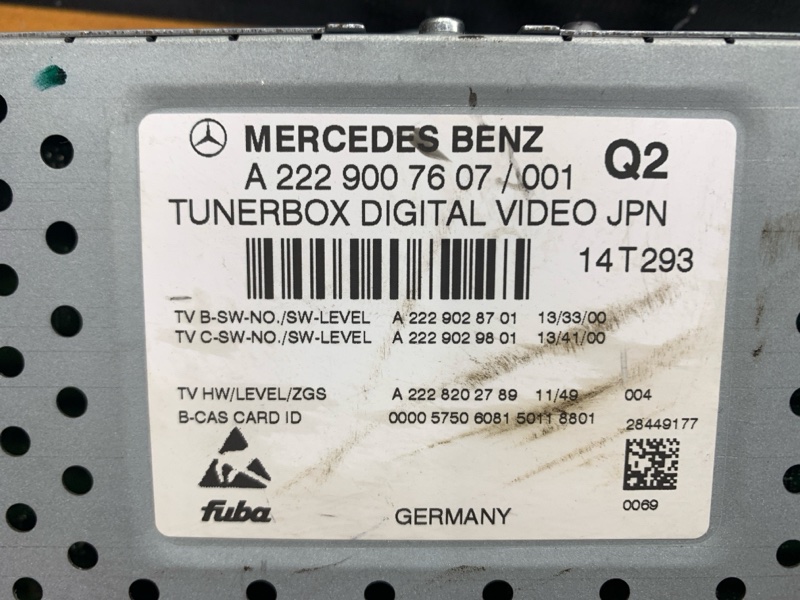 MERCEDES BENZ
Q2
A 222 900 76 07 / 001
TUNERBOX DIGITAL VIDEO JPN
14T293
TV B-SW-NO./SW-LEVEL A 222 902 87 01 13/33/00
TV C-SW-NO./SW-LEVEL A 222 902 98 01 13/41/00
TV HW/LEVEL/ZGS A 222 820 27 89 11/49 004
B-CAS CARD ID 0000 5750 6081 5011 8801
28449177
fuba
GERMANY
0069